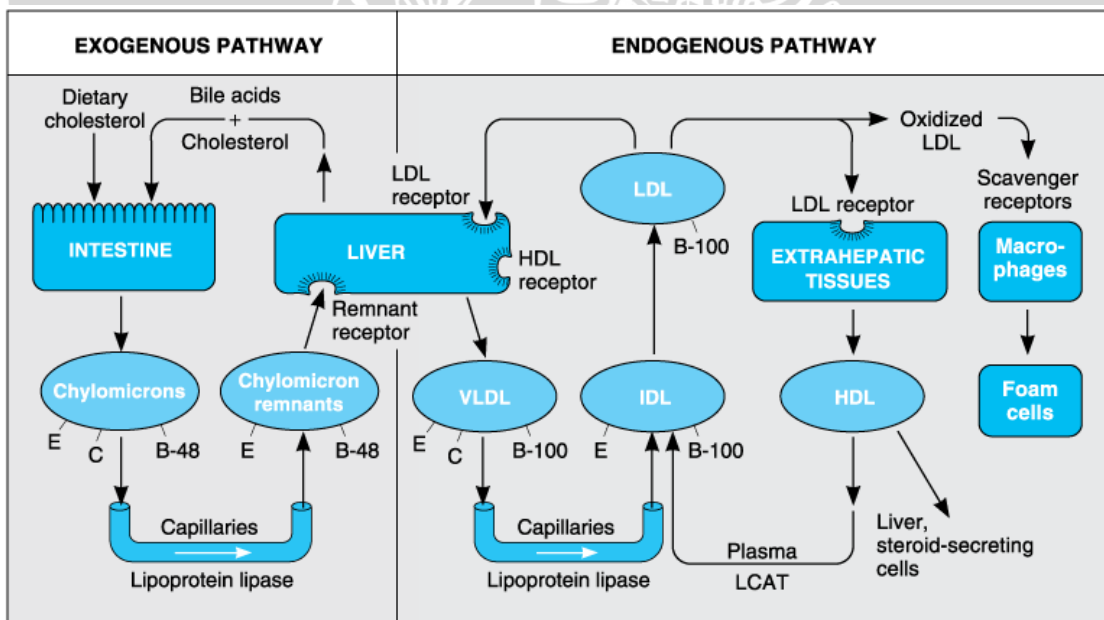 EXOGENOUS PATHWAY
ENDOGENOUS PATHWAY
Dietary
cholesterol
Bile acids
+
Cholesterol
INTESTINE
LIVER
LDL
receptor
HDL
receptor
Remnant
receptor
Chylomicrons
E
C
B-48
Chylomicron
remnants
E
B-48
Capillaries
Lipoprotein lipase
LDL
B-100
Oxidized
LDL
Scavenger
receptors
LDL receptor
EXTRAHEPATIC
TISSUES
Macro-
phages
Foam
cells
VLDL
E
C
B-100
IDL
E
B-100
HDL
Capillaries
Lipoprotein lipase
Plasma
LCAT
Liver,
steroid-secreting
cells